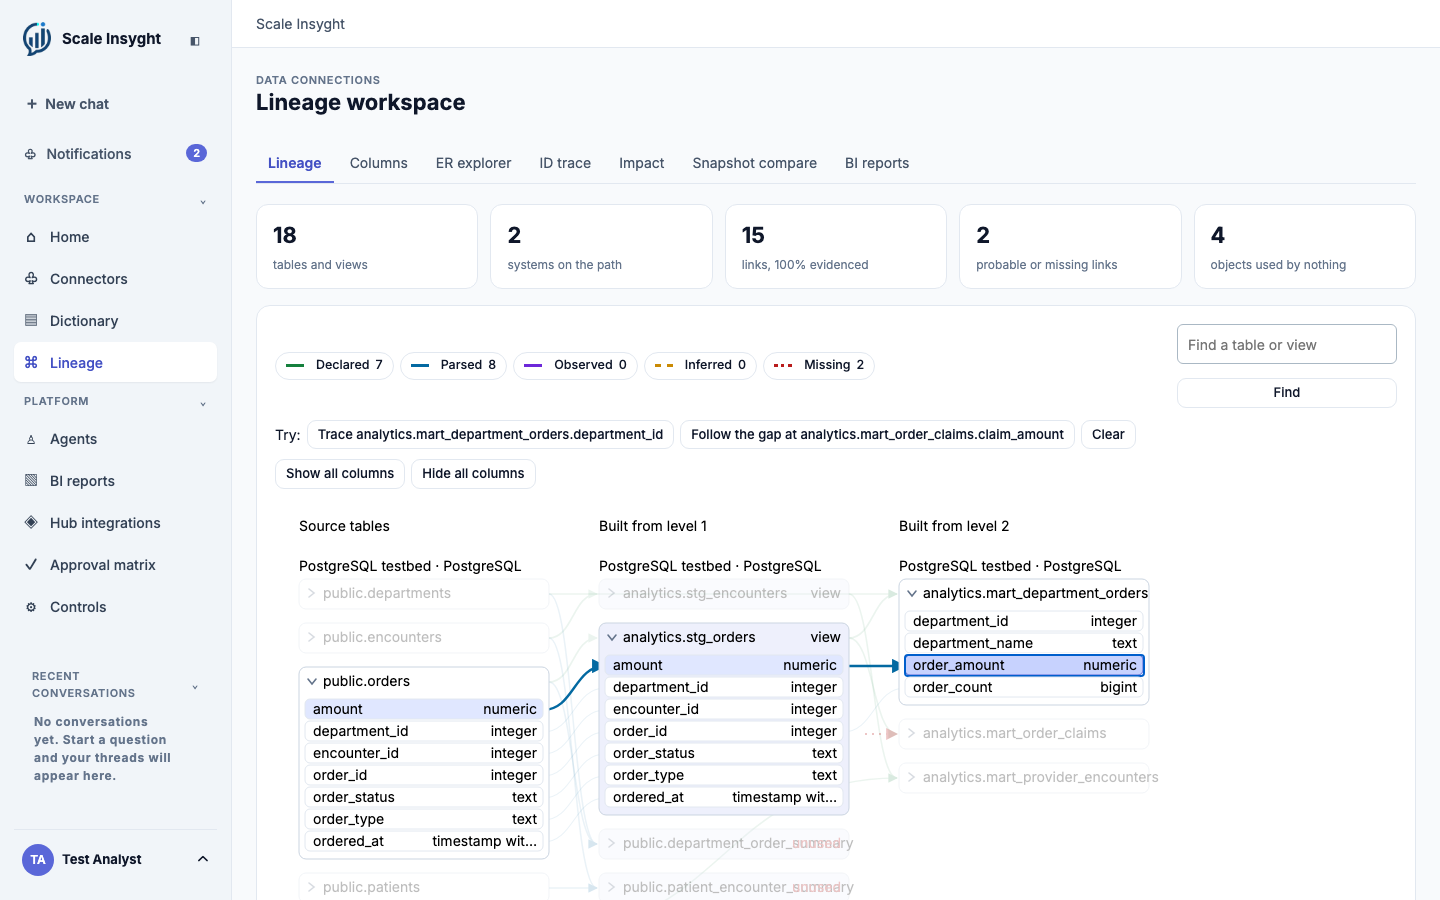 Scale Insyght
New chat
Notifications 2
WORKSPACE
Home
Connectors
Dictionary
Lineage
PLATFORM
Agents
BI reports
Hub integrations
Approval matrix
Controls
RECENT
CONVERSATIONS
No conversations
yet. Start a question
and your threads will
appear here.
TA Test Analyst
Scale Insyght
DATA CONNECTIONS
Lineage workspace
Lineage Columns ER explorer ID trace Impact Snapshot compare BI reports
18
tables and views
2
systems on the path
15
links, 100% evidenced
2
probable or missing links
4
objects used by nothing
Declared 7 Parsed 8 Observed 0 Inferred 0 Missing 2
Find a table or view
Find
Try: Trace analytics.mart_department_orders.department_id Follow the gap at analytics.mart_order_claims.claim_amount Clear
Show all columns Hide all columns
Source tables
PostgreSQL testbed · PostgreSQL
public.departments
public.encounters
public.orders
amount numeric
department_id integer
encounter_id integer
order_id integer
order_status text
order_type text
ordered_at timestamp wit...
public.patients
Built from level 1
PostgreSQL testbed · PostgreSQL
analytics.stg_encounters view
analytics.stg_orders view
amount numeric
department_id integer
encounter_id integer
order_id integer
order_status text
order_type text
ordered_at timestamp wit...
public.department_order_summary
public.patient_encounter_summary
Built from level 2
PostgreSQL testbed · PostgreSQL
analytics.mart_department_orders
department_id integer
department_name text
order_amount numeric
order_count bigint
analytics.mart_order_claims
analytics.mart_provider_encounters